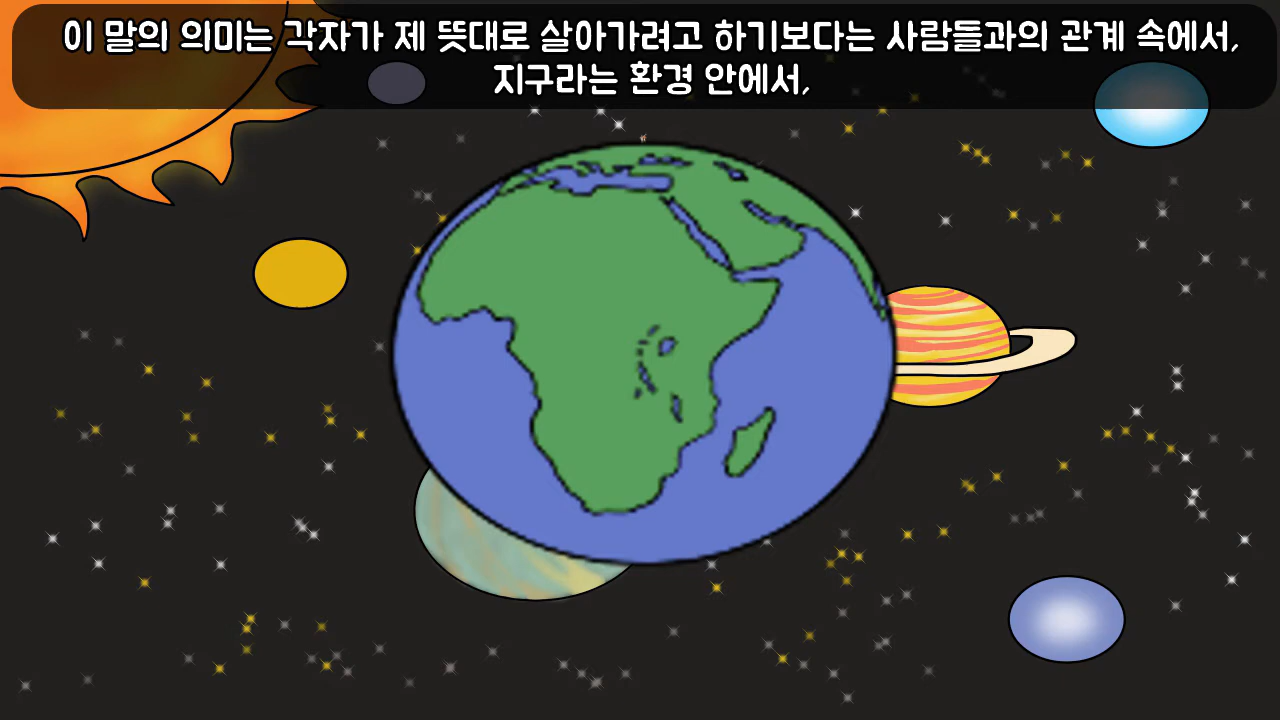 이 말의 의미는 각자가 제 뜻대로 살아가려고 하기보다는 사람들과의 관계 속에서,
지구라는 환경 안에서,